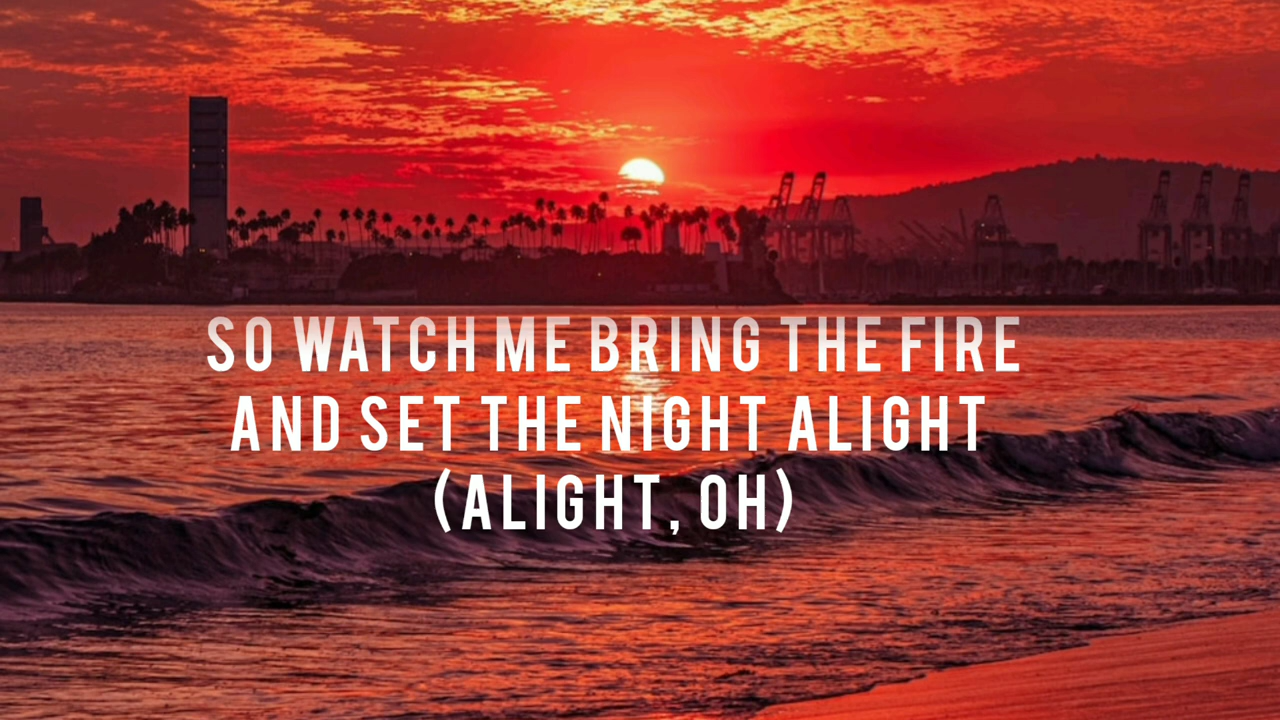 SO WATCH ME BRING THE FIRE
AND SET THE NIGHT ALIGHT
(ALIGHT, OH)